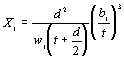 X₁ = d² / (w₁(t + d/2)) (b₁/t)³